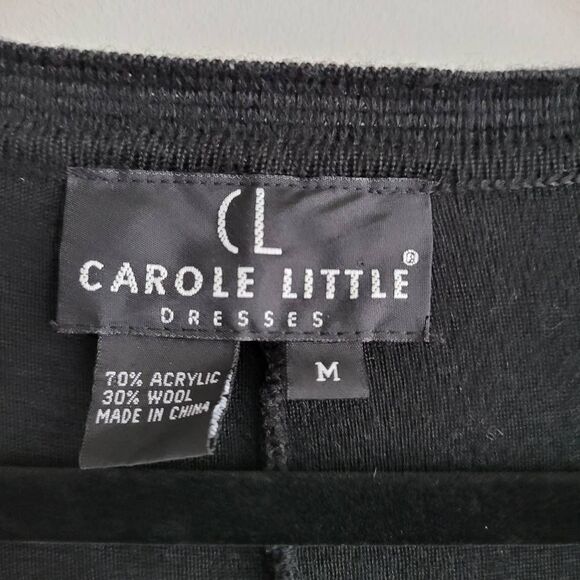 CL
CAROLE LITTLE®
DRESSES
70% ACRYLIC
30% WOOL
MADE IN CHINA
M